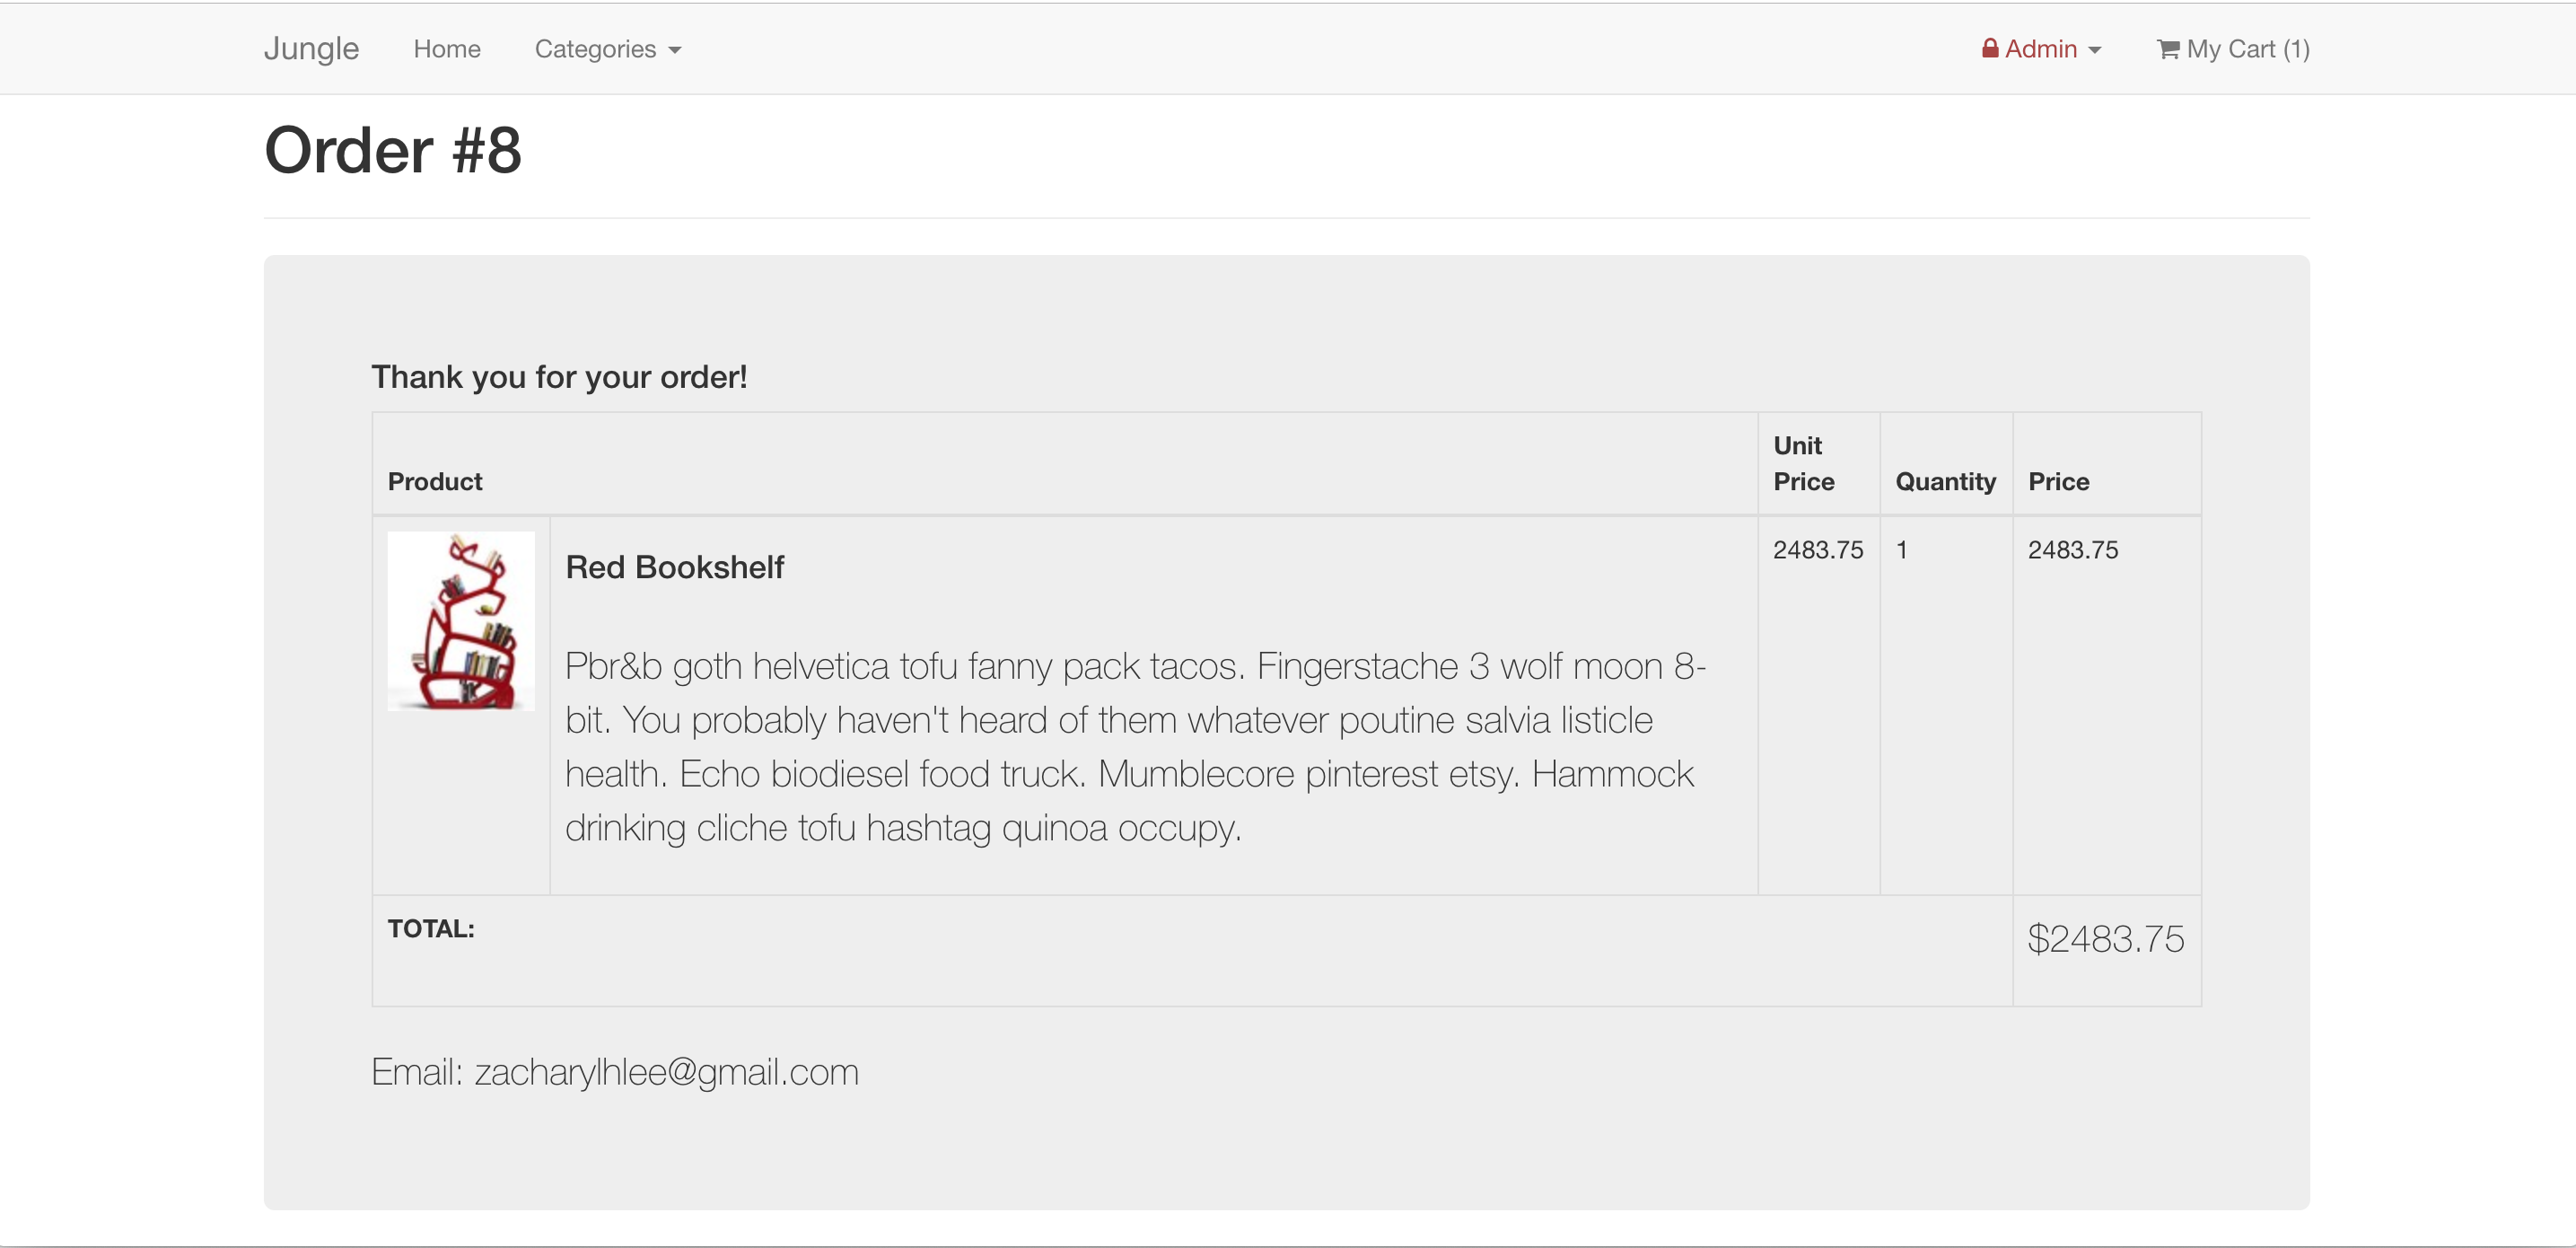 Jungle Home Categories Admin My Cart (1)
Order #8
Thank you for your order!
Product Unit Price Quantity Price
Red Bookshelf 2483.75 1 2483.75
Pbr&b goth helvetica tofu fanny pack tacos. Fingerstache 3 wolf moon 8-
bit. You probably haven't heard of them whatever poutine salvia listicle
health. Echo biodiesel food truck. Mumblecore pinterest etsy. Hammock
drinking cliche tofu hashtag quinoa occupy.
TOTAL: $2483.75
Email: zacharylhlee@gmail.com